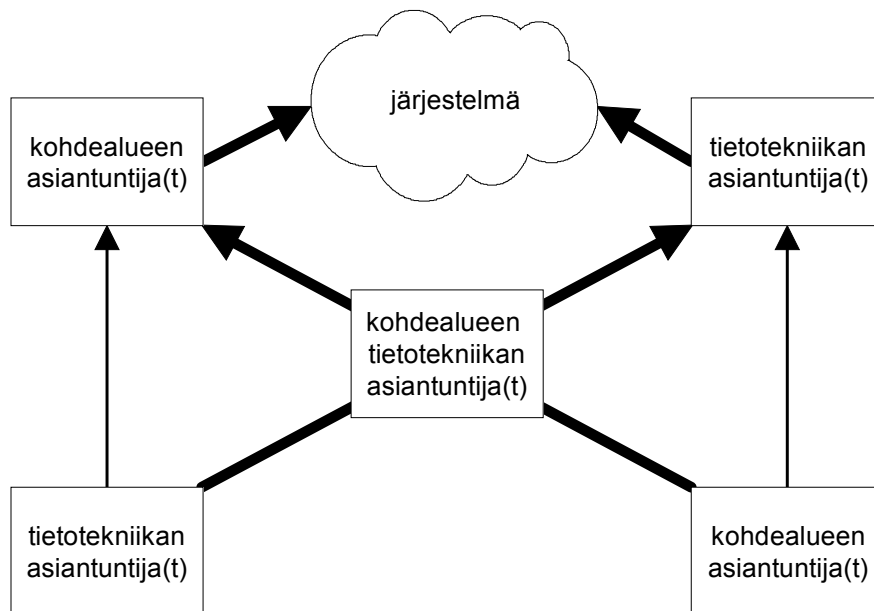 järjestelmä
kohdealueen
asiantuntija(t)
tietotekniikan
asiantuntija(t)
kohdealueen
tietotekniikan
asiantuntija(t)
tietotekniikan
asiantuntija(t)
kohdealueen
asiantuntija(t)